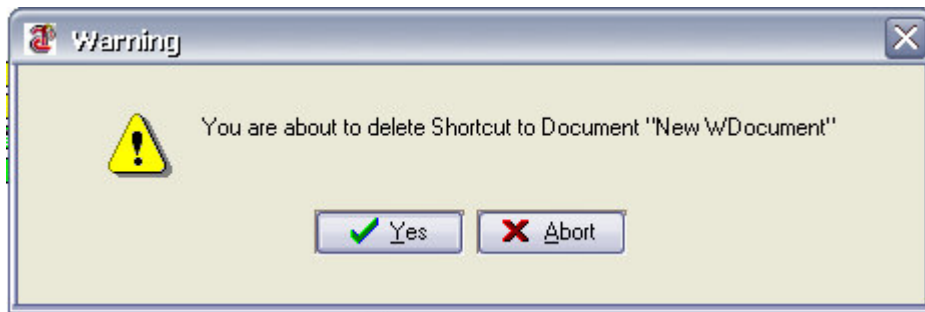 Warning
You are about to delete Shortcut to Document "New WDocument"
Yes
Abort